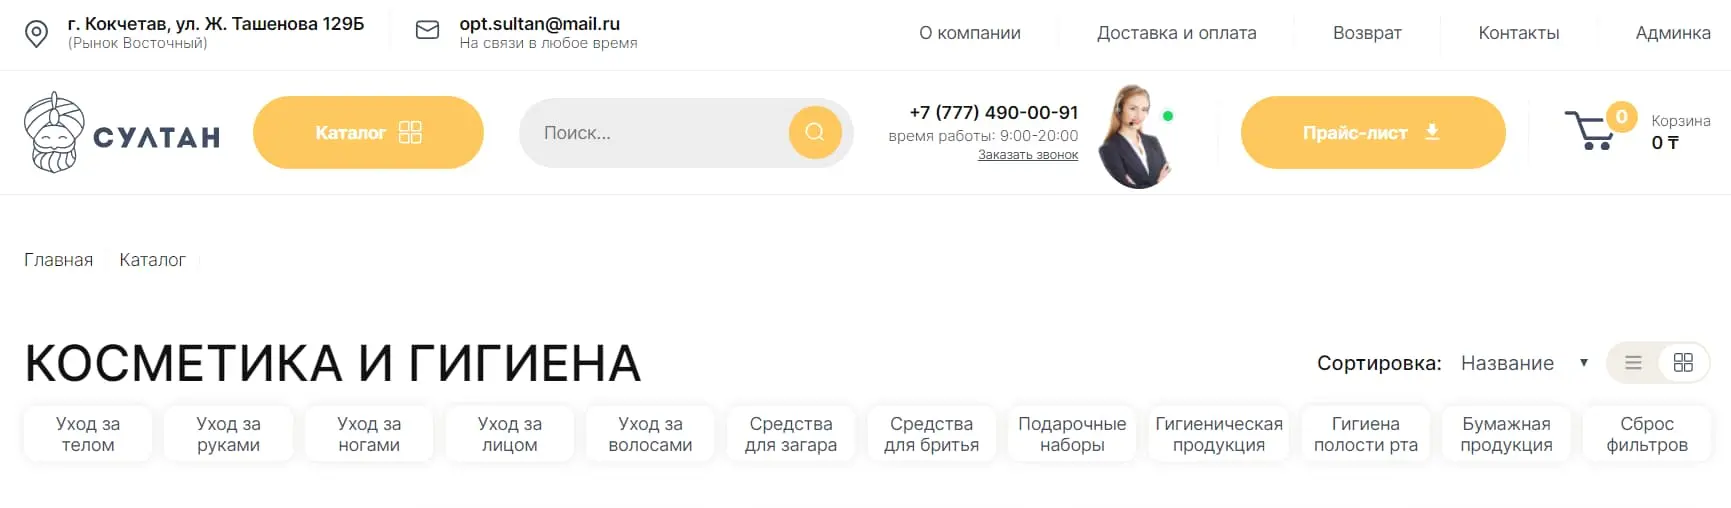 г. Кокчетав, ул. Ж. Ташенова 129Б
(Рынок Восточный)
opt.sultan@mail.ru
На связи в любое время
О компании
Доставка и оплата
Возврат
Контакты
Админка
СУЛТАН
Каталог
Поиск...
+7 (777) 490-00-91
время работы: 9:00-20:00
Заказать звонок
Прайс-лист
0
Корзина
0 ₸
Главная
Каталог
КОСМЕТИКА И ГИГИЕНА
Сортировка: Название
Уход за
телом
Уход за
руками
Уход за
ногами
Уход за
лицом
Уход за
волосами
Средства
для загара
Средства
для бритья
Подарочные
наборы
Гигиеническая
продукция
Гигиена
полости рта
Бумажная
продукция
Сброс
фильтров